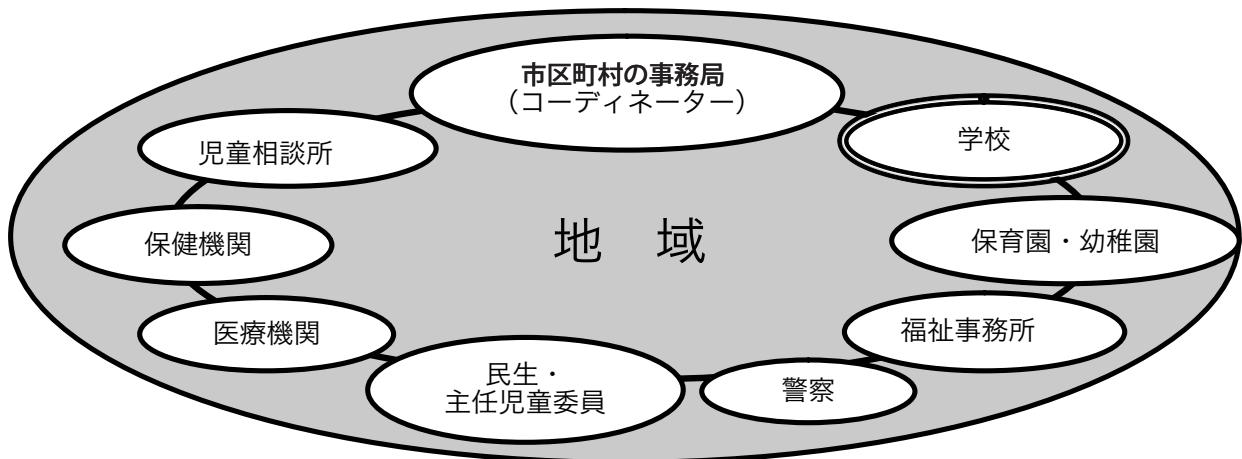 市区町村の事務局
（コーディネーター）
児童相談所
学校
保健機関
地　域
保育園・幼稚園
医療機関
福祉事務所
民生・
主任児童委員
警察